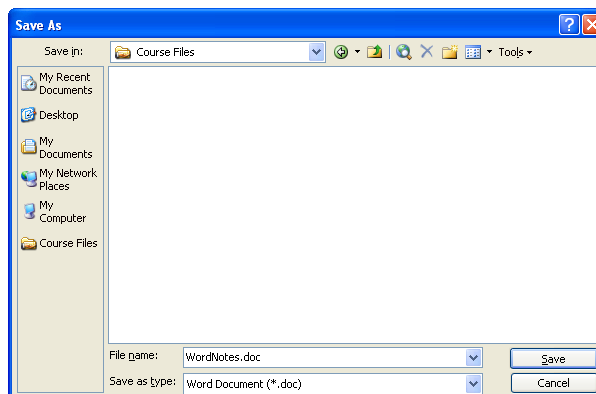 Save As
Save in:
Course Files
Tools
My Recent
Documents
Desktop
My
Documents
My Network
Places
My
Computer
Course Files
File name:
WordNotes.doc
Save
Save as type:
Word Document (*.doc)
Cancel